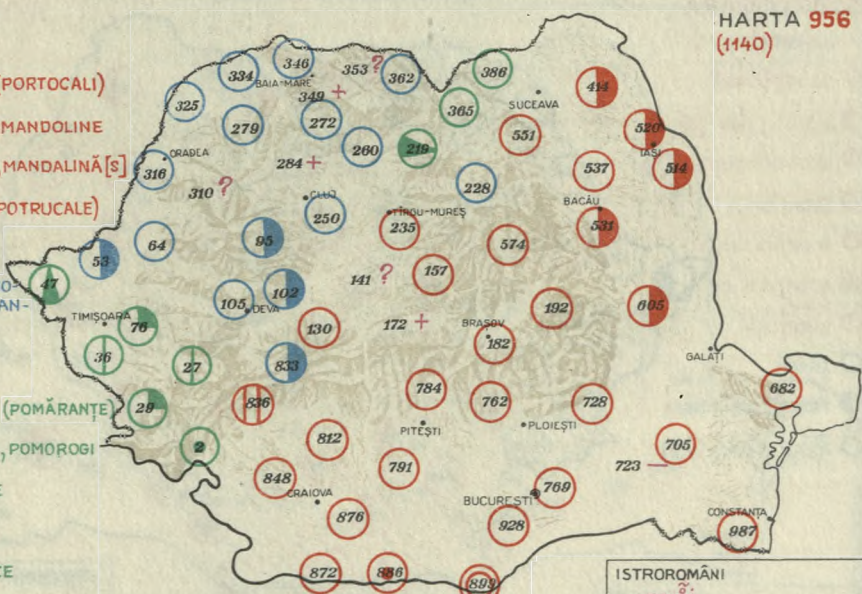 HARTA 956
(1140)
(PORTOCALI)
MANDOLINE
MANDALINĂ[S]
POTRUCALE)
O-
AN-
(POMĂRANȚE)
, POMOROGI
E
CE
346
353 ?
334
BAIA-MARE
362
386
349 +
414
325
365
SUCEAVA
279
272
520
551
IAȘI
ORADEA
260
219
316
284 +
537
514
310 ?
228
CLUJ
BACĂU
250
TÎRGU-MUREȘ
64
95
235
531
574
53
47
141 ?
157
102
105
DEVA
192
605
TIMIȘOARA
76
130
172 +
BRAȘOV
182
36
27
833
GALAȚI
29
836
784
762
728
682
PITEȘTI
PLOIEȘTI
2
812
705
791
723 —
848
CRAIOVA
BUCUREȘTI
769
876
928
CONSTANȚA
987
872
886
899
ISTROROMÂNI